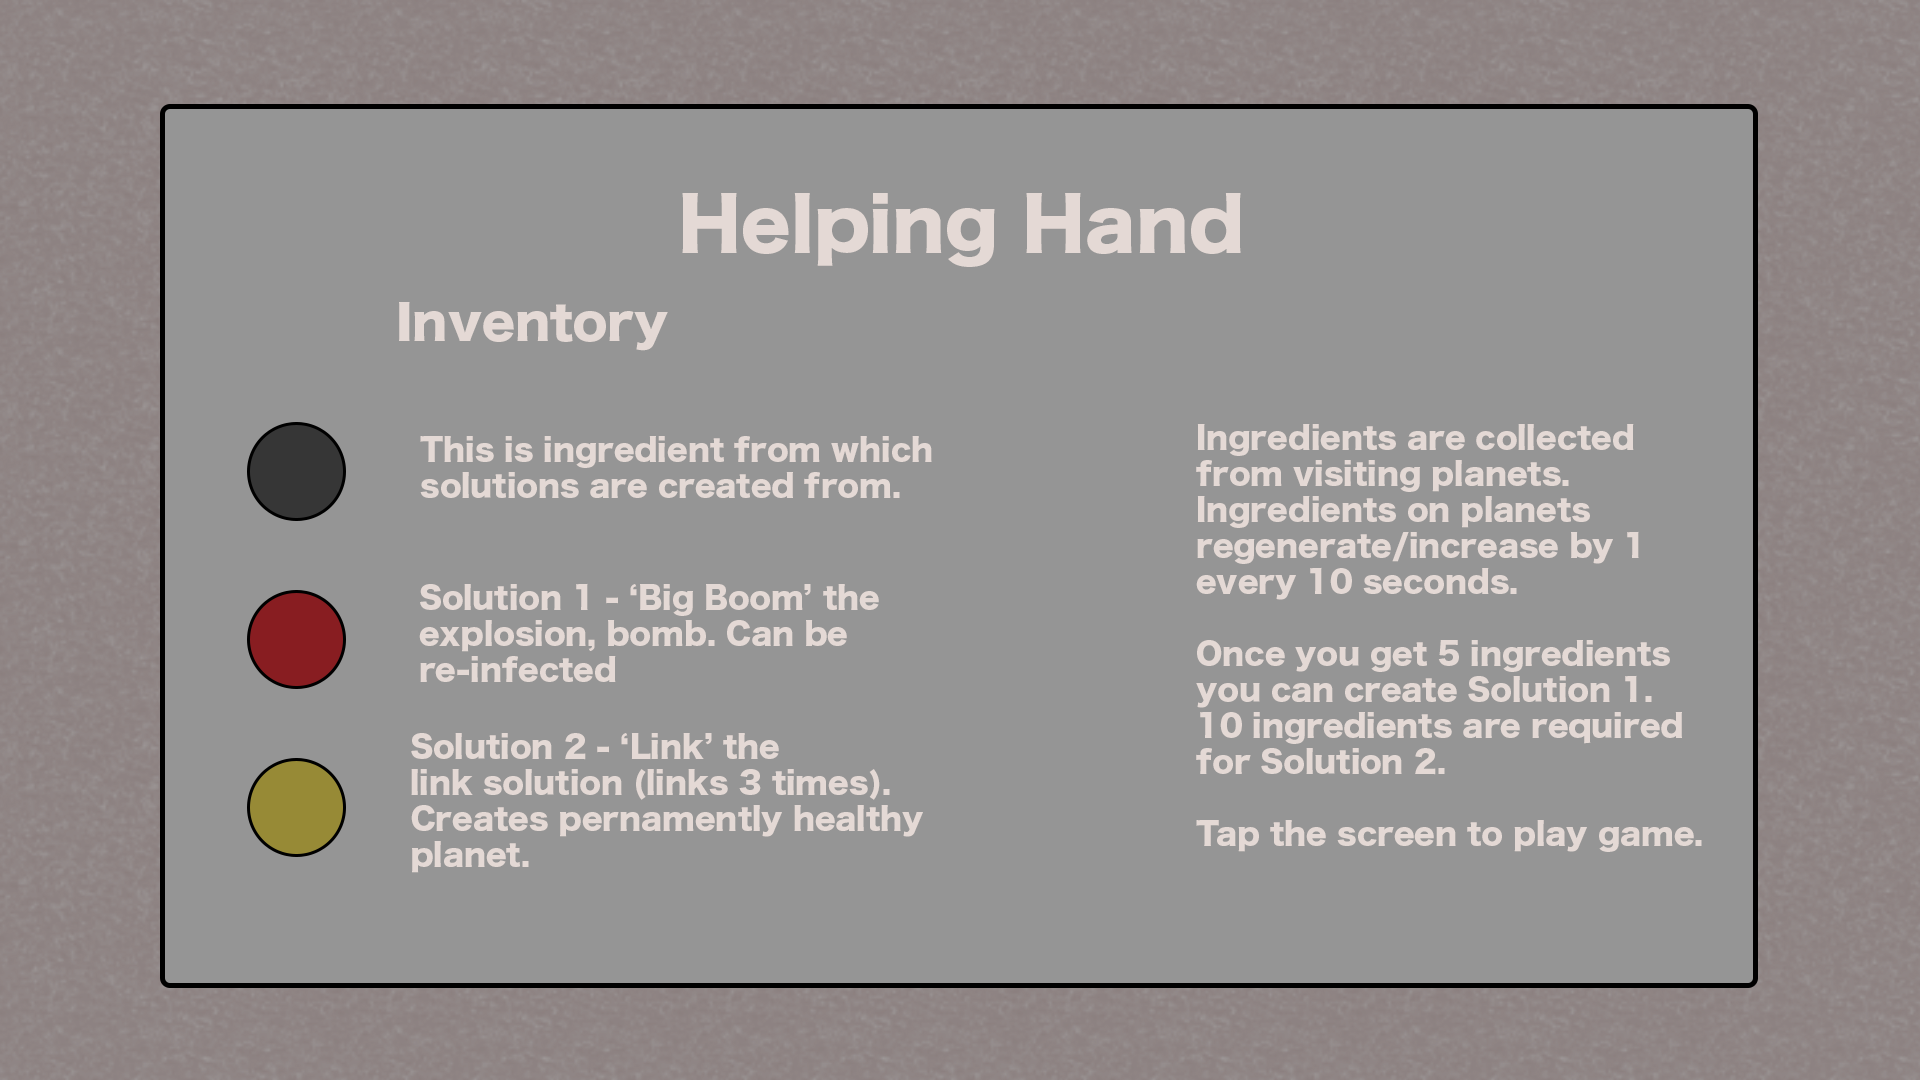 Helping Hand
Inventory
This is ingredient from which
solutions are created from.
Solution 1 - ‘Big Boom’ the
explosion, bomb. Can be
re-infected
Solution 2 - ‘Link’ the
link solution (links 3 times).
Creates pernamently healthy
planet.
Ingredients are collected
from visiting planets.
Ingredients on planets
regenerate/increase by 1
every 10 seconds.
Once you get 5 ingredients
you can create Solution 1.
10 ingredients are required
for Solution 2.
Tap the screen to play game.